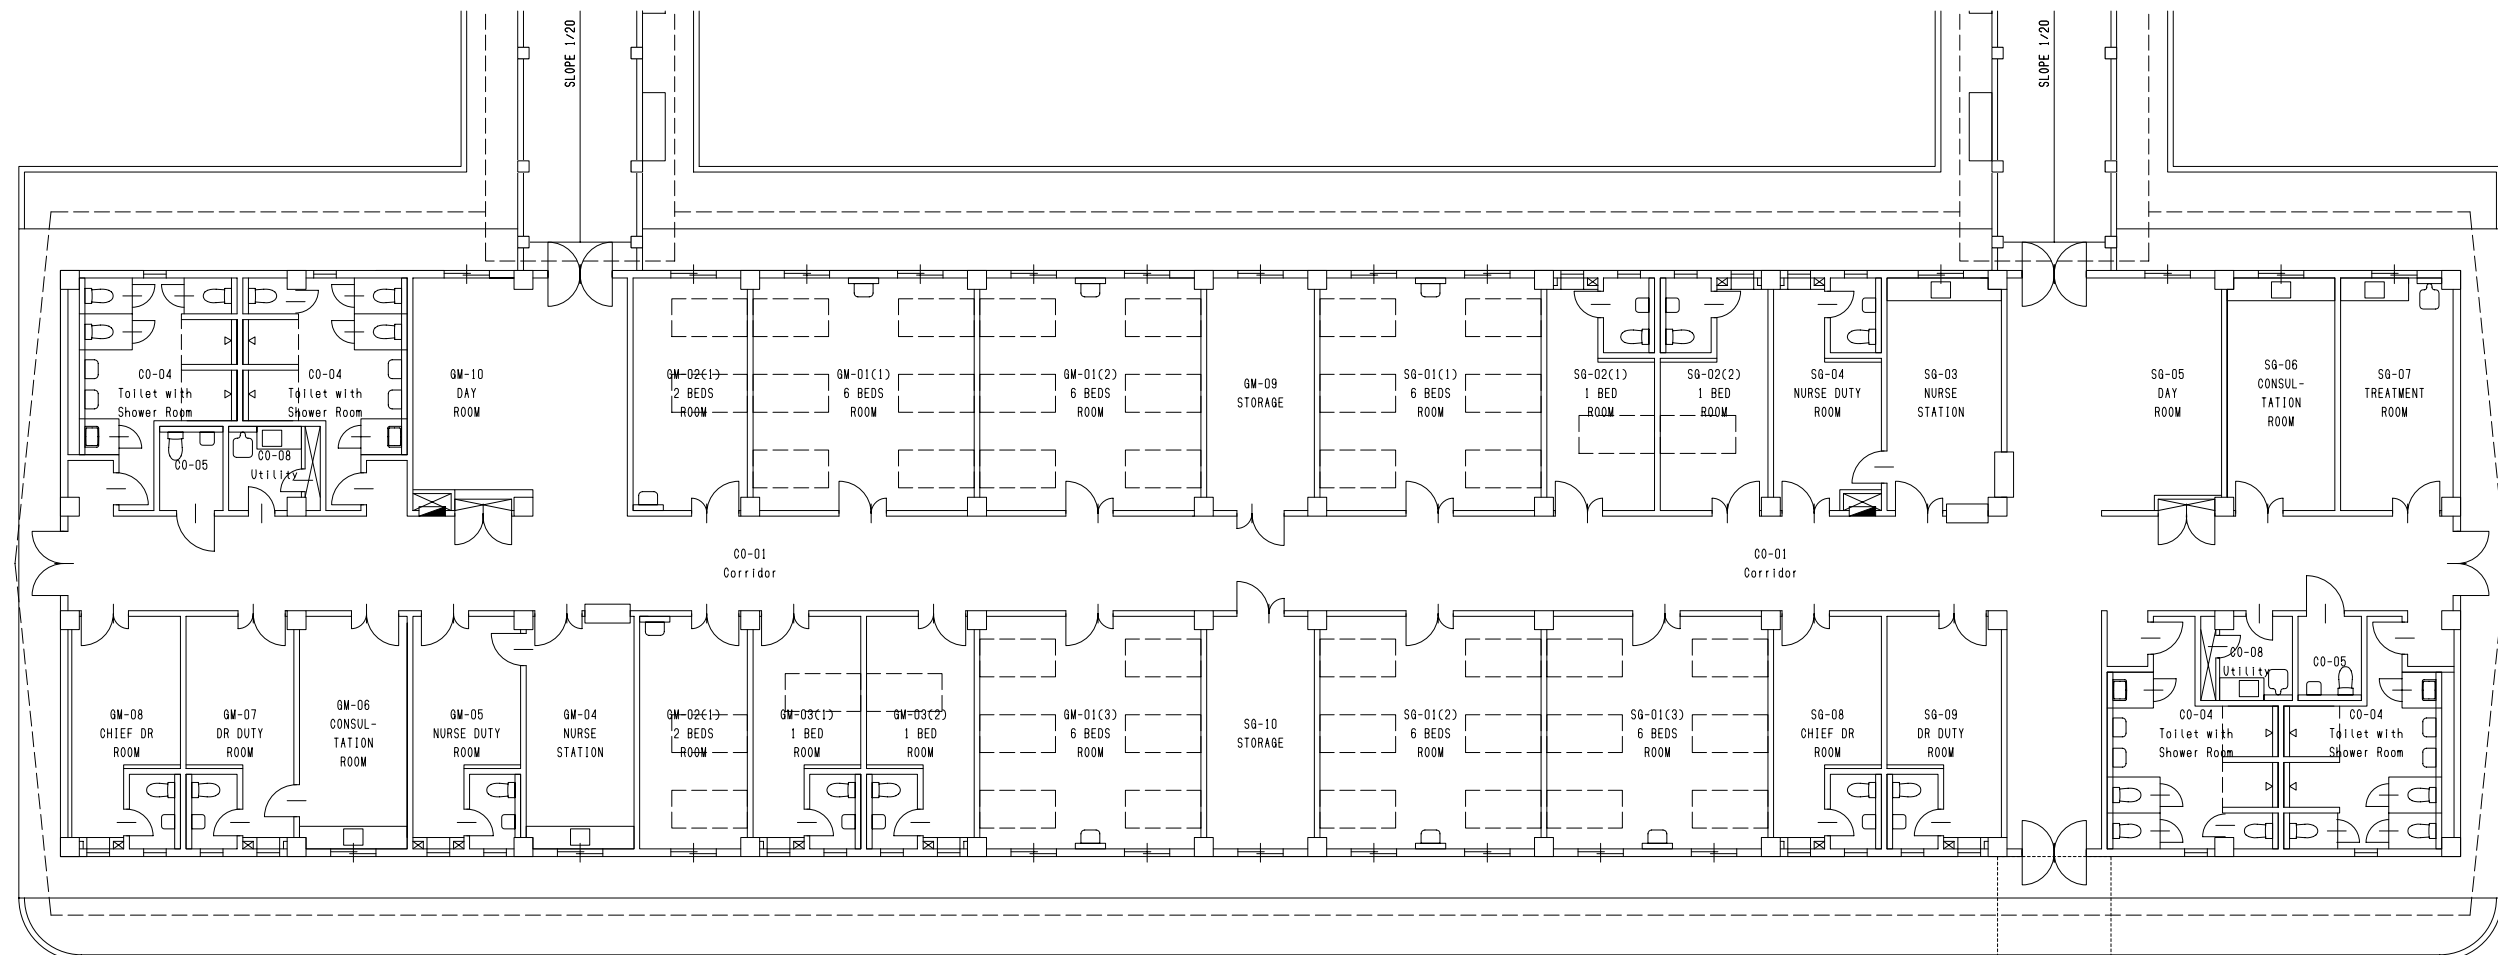 SLOPE 1/20
SLOPE 1/20
CO-04
Toilet with
Shower Room
CO-04
Toilet with
Shower Room
GM-10
DAY
ROOM
GM-02(1)
2 BEDS
ROOM
GM-01(1)
6 BEDS
ROOM
GM-01(2)
6 BEDS
ROOM
GM-09
STORAGE
SG-01(1)
6 BEDS
ROOM
SG-02(1)
1 BED
ROOM
SG-02(2)
1 BED
ROOM
SG-04
NURSE DUTY
ROOM
SG-03
NURSE
STATION
SG-05
DAY
ROOM
SG-06
CONSUL-
TATION
ROOM
SG-07
TREATMENT
ROOM
CO-05
CO-08
Utility
CO-01
Corridor
CO-01
Corridor
GM-08
CHIEF DR
ROOM
GM-07
DR DUTY
ROOM
GM-06
CONSUL-
TATION
ROOM
GM-05
NURSE DUTY
ROOM
GM-04
NURSE
STATION
GM-02(1)
2 BEDS
ROOM
GM-03(1)
1 BED
ROOM
GM-03(2)
1 BED
ROOM
GM-01(3)
6 BEDS
ROOM
SG-10
STORAGE
SG-01(2)
6 BEDS
ROOM
SG-01(3)
6 BEDS
ROOM
SG-08
CHIEF DR
ROOM
SG-09
DR DUTY
ROOM
CO-08
Utility
CO-05
CO-04
Toilet with
Shower Room
CO-04
Toilet with
Shower Room